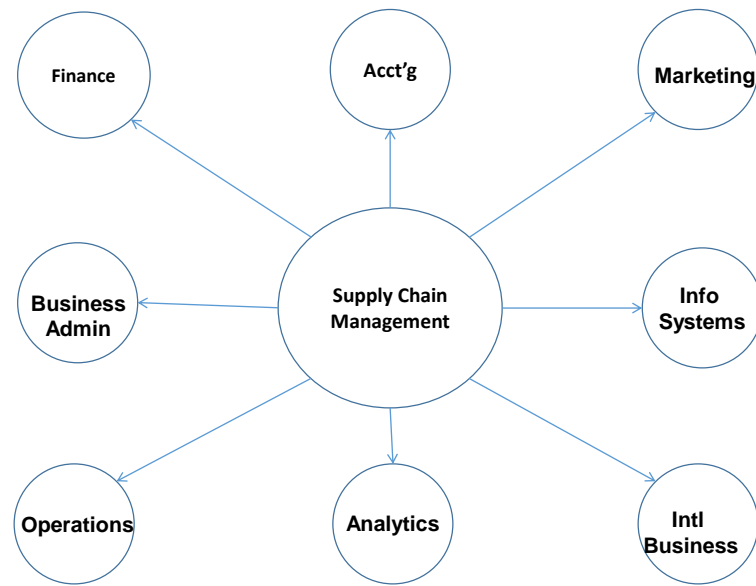 Finance
Acct'g
Marketing
Business
Admin
Supply Chain
Management
Info
Systems
Operations
Analytics
Intl
Business